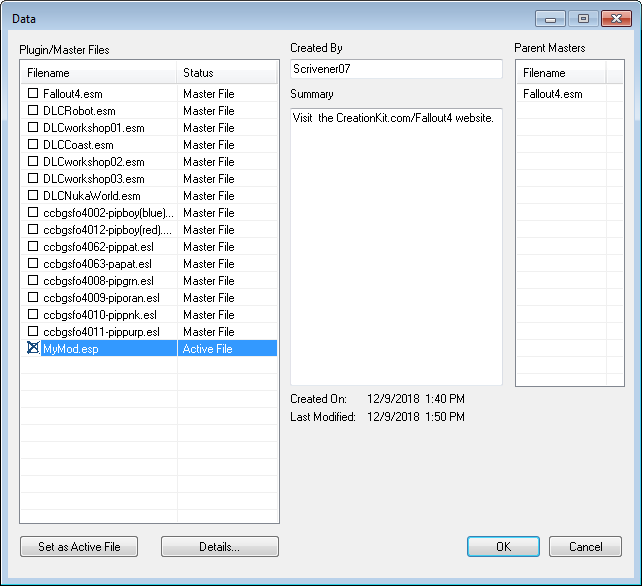 Data
Plugin/Master Files
Filename Status
Fallout4.esm Master File
DLCRobot.esm Master File
DLCworkshop01.esm Master File
DLCCoast.esm Master File
DLCworkshop02.esm Master File
DLCworkshop03.esm Master File
DLCNukaWorld.esm Master File
ccbgsfo4002-pipboy(blue)... Master File
ccbgsfo4012-pipboy(red).... Master File
ccbgsfo4062-pippat.esl Master File
ccbgsfo4063-papat.esl Master File
ccbgsfo4008-pipgrn.esl Master File
ccbgsfo4009-piporan.esl Master File
ccbgsfo4010-pippnk.esl Master File
ccbgsfo4011-pippurp.esl Master File
MyMod.esp Active File
Set as Active File
Details...
Created By
Scrivener07
Summary
Visit the CreationKit.com/Fallout4 website.
Created On: 12/9/2018 1:40 PM
Last Modified: 12/9/2018 1:50 PM
Parent Masters
Filename
Fallout4.esm
OK
Cancel